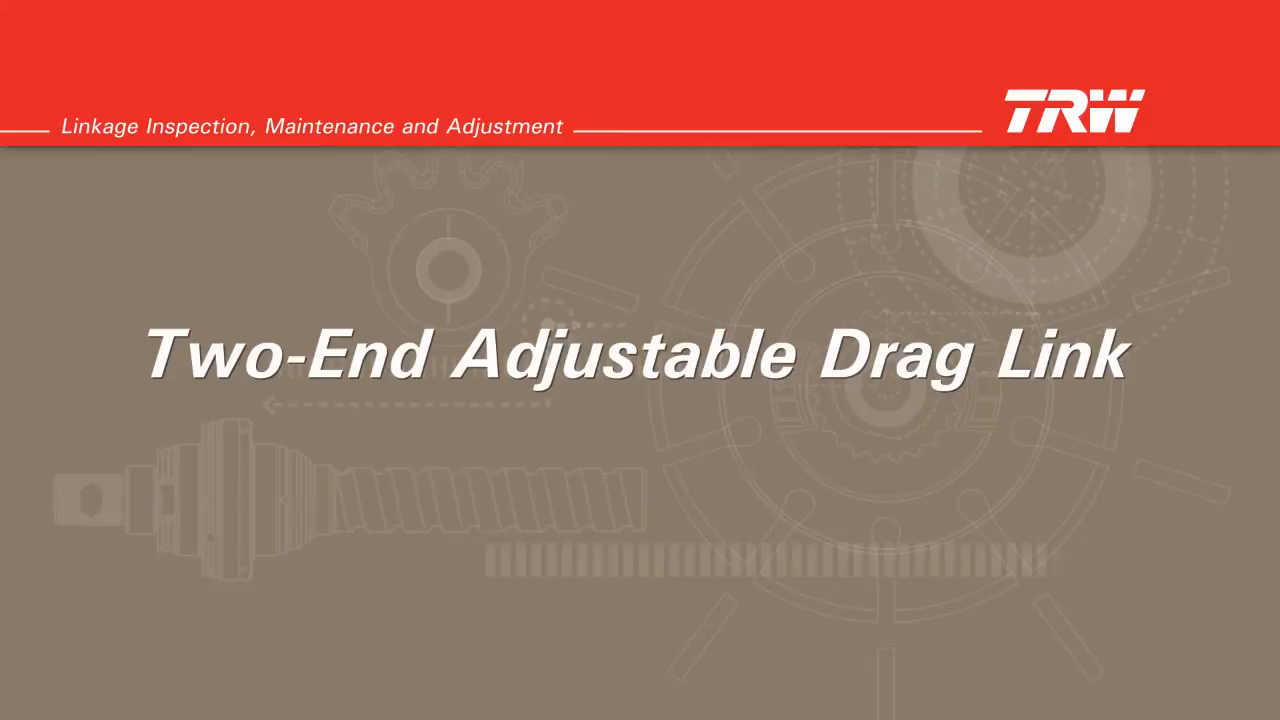 Linkage Inspection, Maintenance and Adjustment
TRW
Two-End Adjustable Drag Link